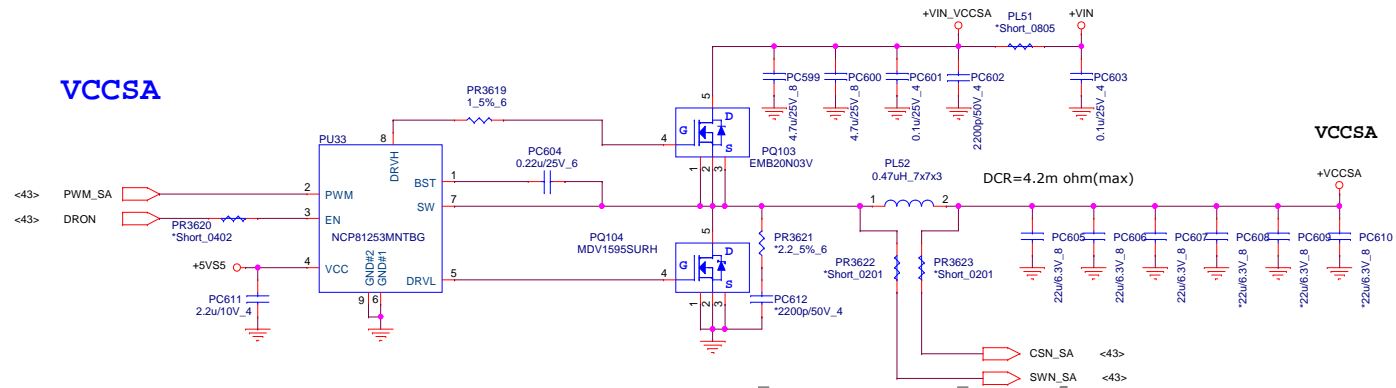 VCCSA
+VIN_VCCSA
PL51
*Short_0805
+VIN
PC599
4.7u/25V_8
PC600
4.7u/25V_8
PC601
0.1u/25V_4
PC602
2200p/50V_4
PC603
0.1u/25V_4
PR3619
1_5%_6
PU33
8
DRVH
PC604
0.22u/25V_6
5
D
G
S
4
PQ103
EMB20N03V
1
2
3
<43>
PWM_SA
2
PWM
BST
1
SW
7
<43>
DRON
PR3620
*Short_0402
3
EN
NCP81253MNTBG
+5VS5
4
VCC
GND#2
GND#1
9
6
DRVL
5
PC611
2.2u/10V_4
PQ104
MDV1595SURH
5
D
G
S
4
1
2
3
PR3621
*2.2_5%_6
PC612
*2200p/50V_4
PL52
0.47uH_7x7x3
1
2
DCR=4.2m ohm(max)
VCCSA
+VCCSA
PR3622
*Short_0201
PR3623
*Short_0201
PC605
22u/6.3V_8
PC606
22u/6.3V_8
PC607
22u/6.3V_8
PC608
*22u/6.3V_8
PC609
*22u/6.3V_8
PC610
*22u/6.3V_8
CSN_SA
<43>
SWN_SA
<43>